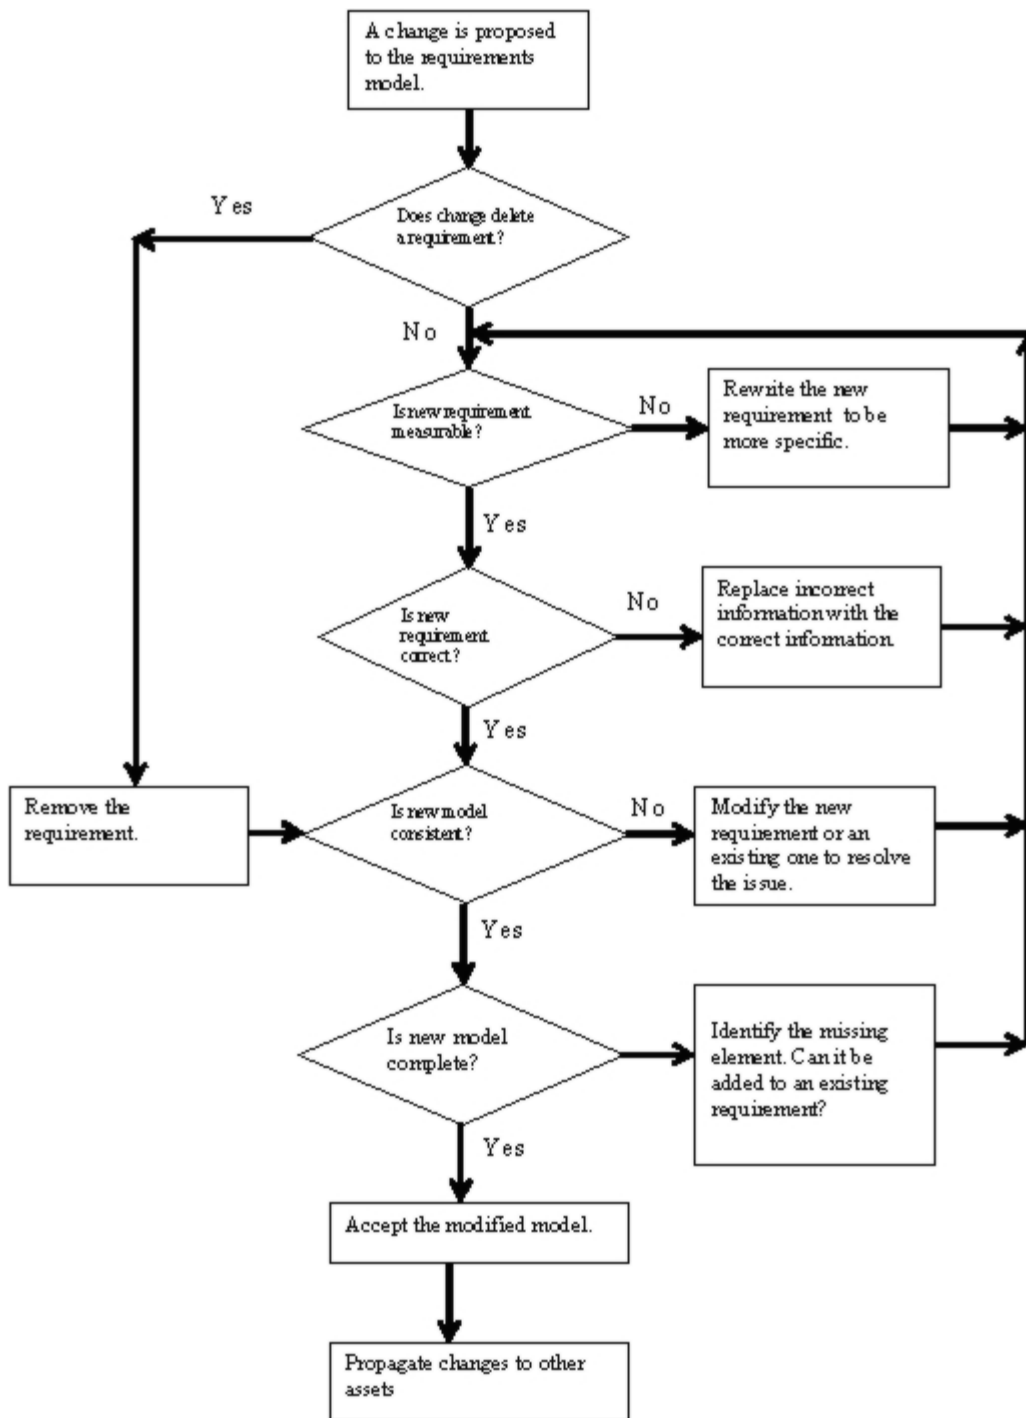 A change is proposed
to the requirements
model.
Yes
Does change delete
a requirement?
No
Is new requirement
measurable?
No
Rewrite the new
requirement to be
more specific.
Yes
Is new
requirement
correct?
No
Replace incorrect
information with the
correct information.
Yes
Remove the
requirement.
Is new model
consistent?
No
Modify the new
requirement or an
existing one to resolve
the issue.
Yes
Is new model
complete?
Identify the missing
element. Can it be
added to an existing
requirement?
Yes
Accept the modified model.
Propagate changes to other
assets